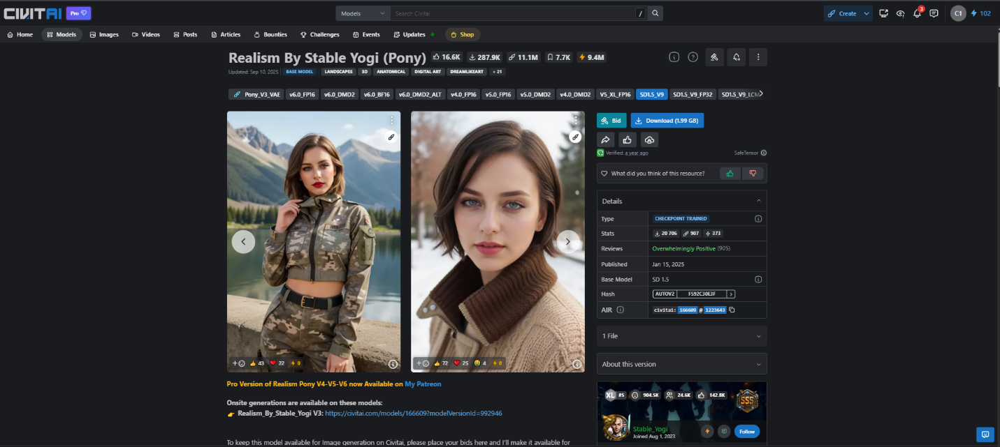 CIVITAI Pro Models Search Civitai / Create 3 C1 102
Home Models Images Videos Posts Articles Bounties Challenges Events Updates Shop
Realism By Stable Yogi (Pony) 16.6K 287.9K 11.1M 7.7K 9.4M
Updated: Sep 10, 2025 BASE MODEL LANDSCAPES 3D ANATOMICAL DIGITAL ART DREAMLIKEART + 21
Pony_V3_VAE v6.0_FP16 v6.0_DMD2 v6.0_BF16 v6.0_DMD2_ALT v4.0_FP16 v5.0_FP16 v5.0_DMD2 v4.0_DMD2 V5_XL_FP16 SD1.5_V9 SD1.5_V9_FP32 SD1.5_V9_LCM
Bid Download (1.99 GB)
Verified: a year ago SafeTensor
What did you think of this resource?
Details
Type CHECKPOINT TRAINED
Stats 20 706 907 373
Reviews Overwhelmingly Positive (905)
Published Jan 15, 2025
Base Model SD 1.5
Hash AUTOV2 F592C30E3F
AIR civitai: 166609 @ 1223643
1 File
About this version
43 22 0
72 25 4 0
Pro Version of Realism Pony V4-V5-V6 now Available on My Patreon
Onsite generations are available on these models:
Realism_By_Stable_Yogi V3: https://civitai.com/models/166609?modelVersionId=992946
To keep this model available for Image generation on Civitai, please place your bids here and I'll make it available for
XL #5 904.5K 24.6K 142.8K SSS
Stable_Yogi
Joined Aug 1, 2023
Follow